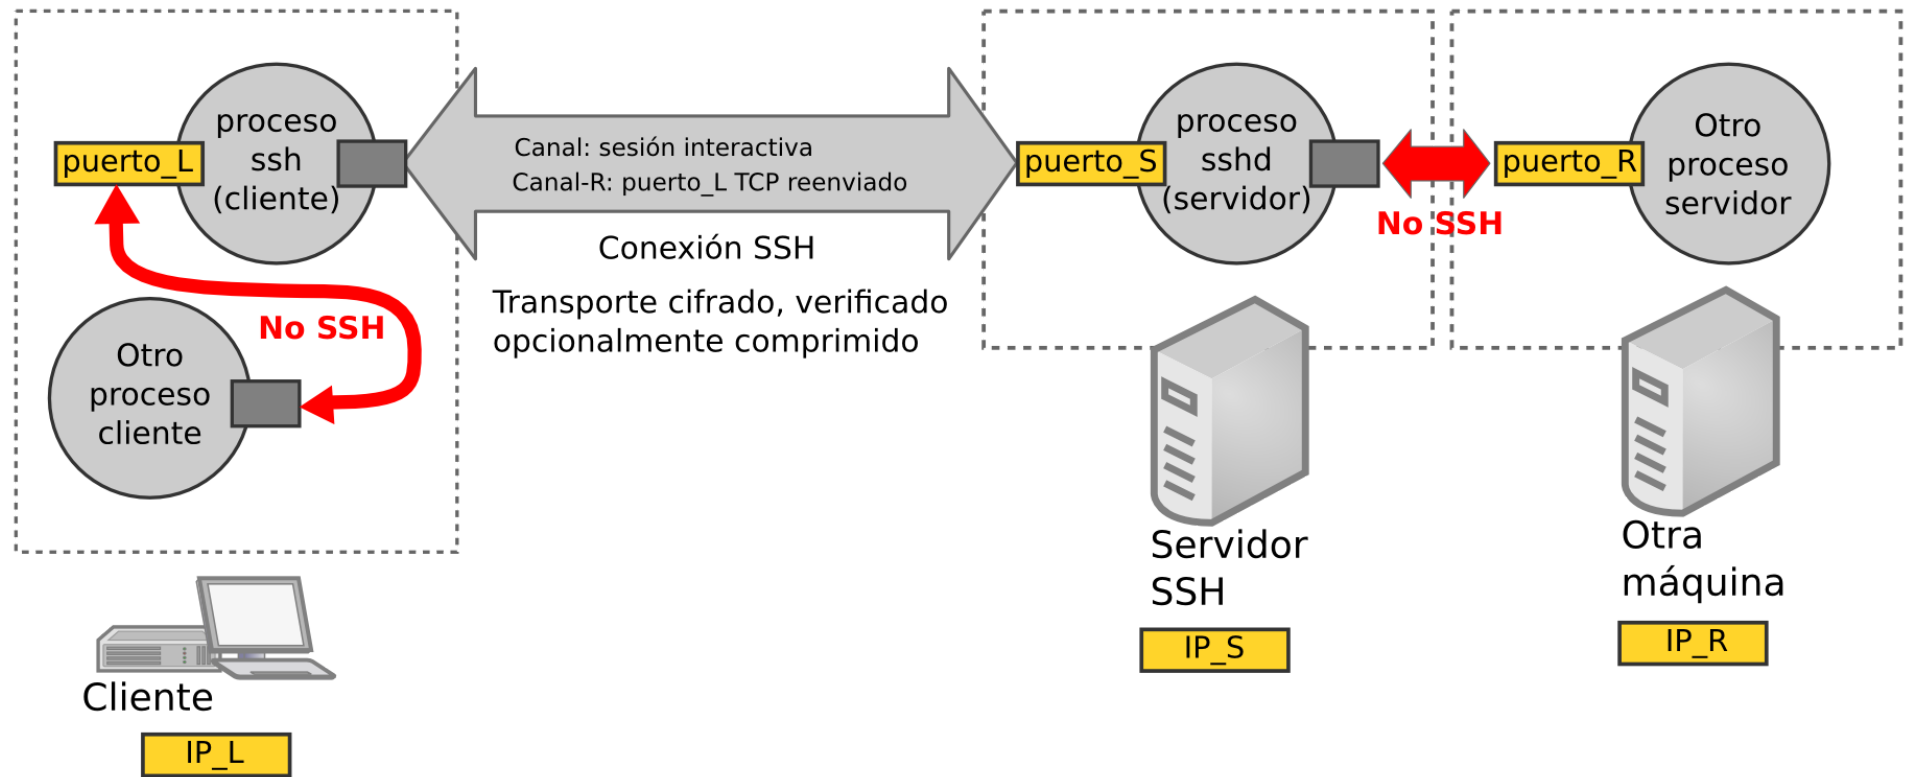 proceso
ssh
(cliente)
puerto_L
No SSH
Otro
proceso
cliente
Cliente
IP_L
Canal: sesión interactiva
Canal-R: puerto_L TCP reenviado
Conexión SSH
Transporte cifrado, verificado
opcionalmente comprimido
puerto_S
proceso
sshd
(servidor)
No SSH
Servidor
SSH
IP_S
puerto_R
Otro
proceso
servidor
Otra
máquina
IP_R